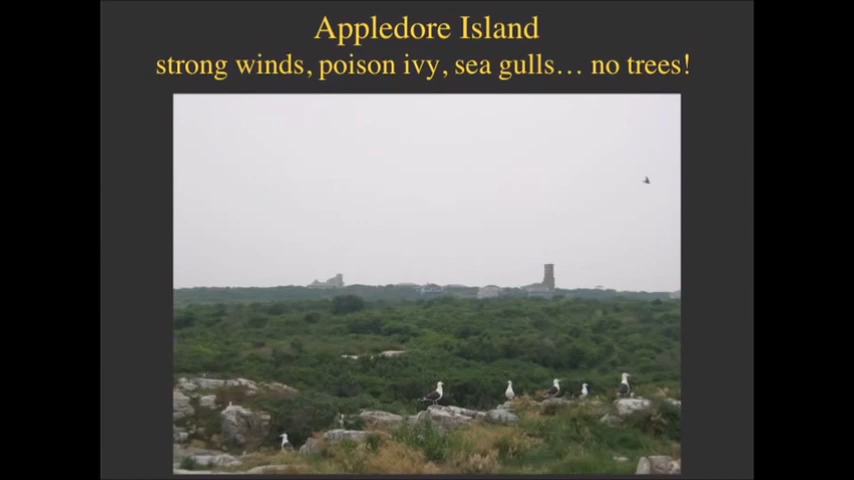 Appledore Island
strong winds, poison ivy, sea gulls… no trees!